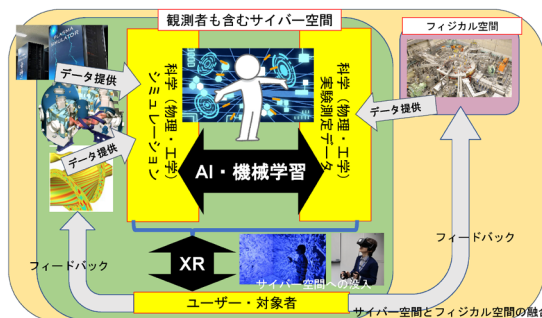 観測者も含むサイバー空間
フィジカル空間
PLASMA
SIMULATOR
データ提供
データ提供
データ提供
科学（物理・工学）
シミュレーション
科学（物理・工学）
実験測定データ
AI・機械学習
XR
サイバー空間への没入
フィードバック
フィードバック
ユーザー・対象者
サイバー空間とフィジカル空間の融合